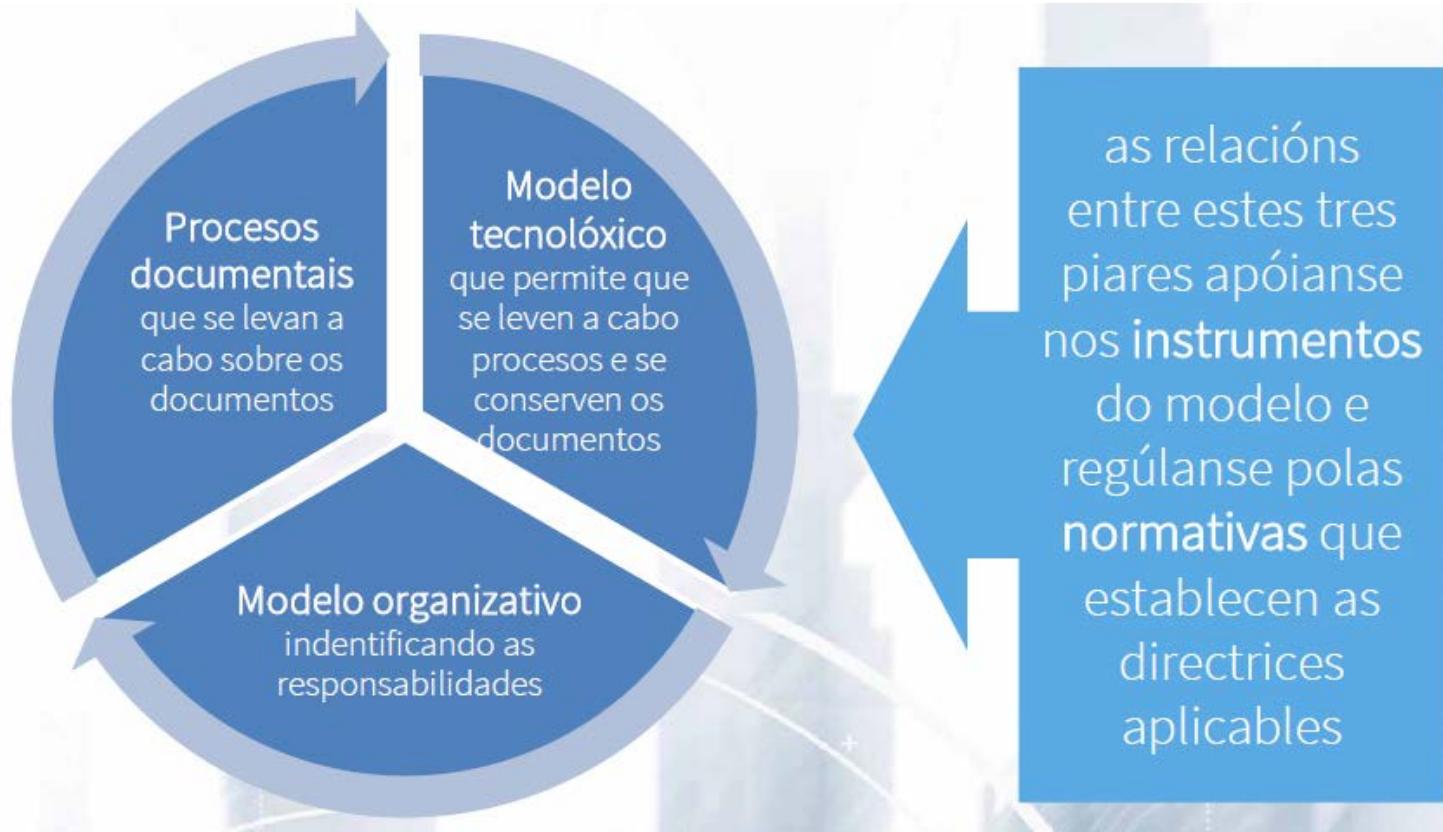 Procesos
documentais
que se levan a
cabo sobre os
documentos
Modelo
tecnolóxico
que permite que
se leven a cabo
procesos e se
conserven os
documentos
Modelo organizativo
indentificando as
responsabilidades
as relacións
entre estes tres
piares apóianse
nos instrumentos
do modelo e
regúlanse polas
normativas que
establecen as
directrices
aplicables